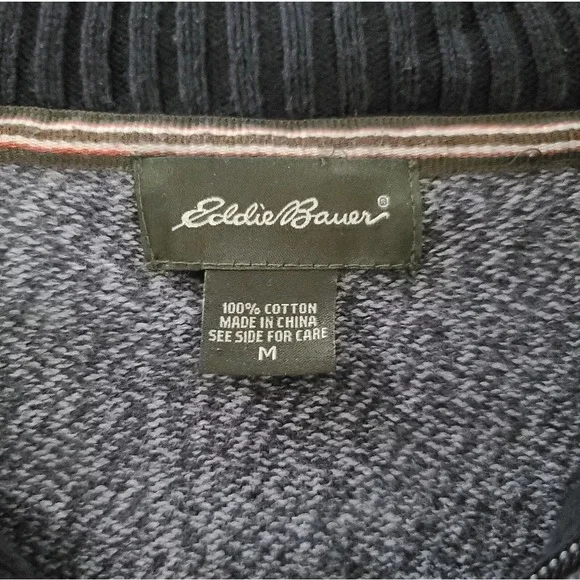 Eddie Bauer®
100% COTTON
MADE IN CHINA
SEE SIDE FOR CARE
M